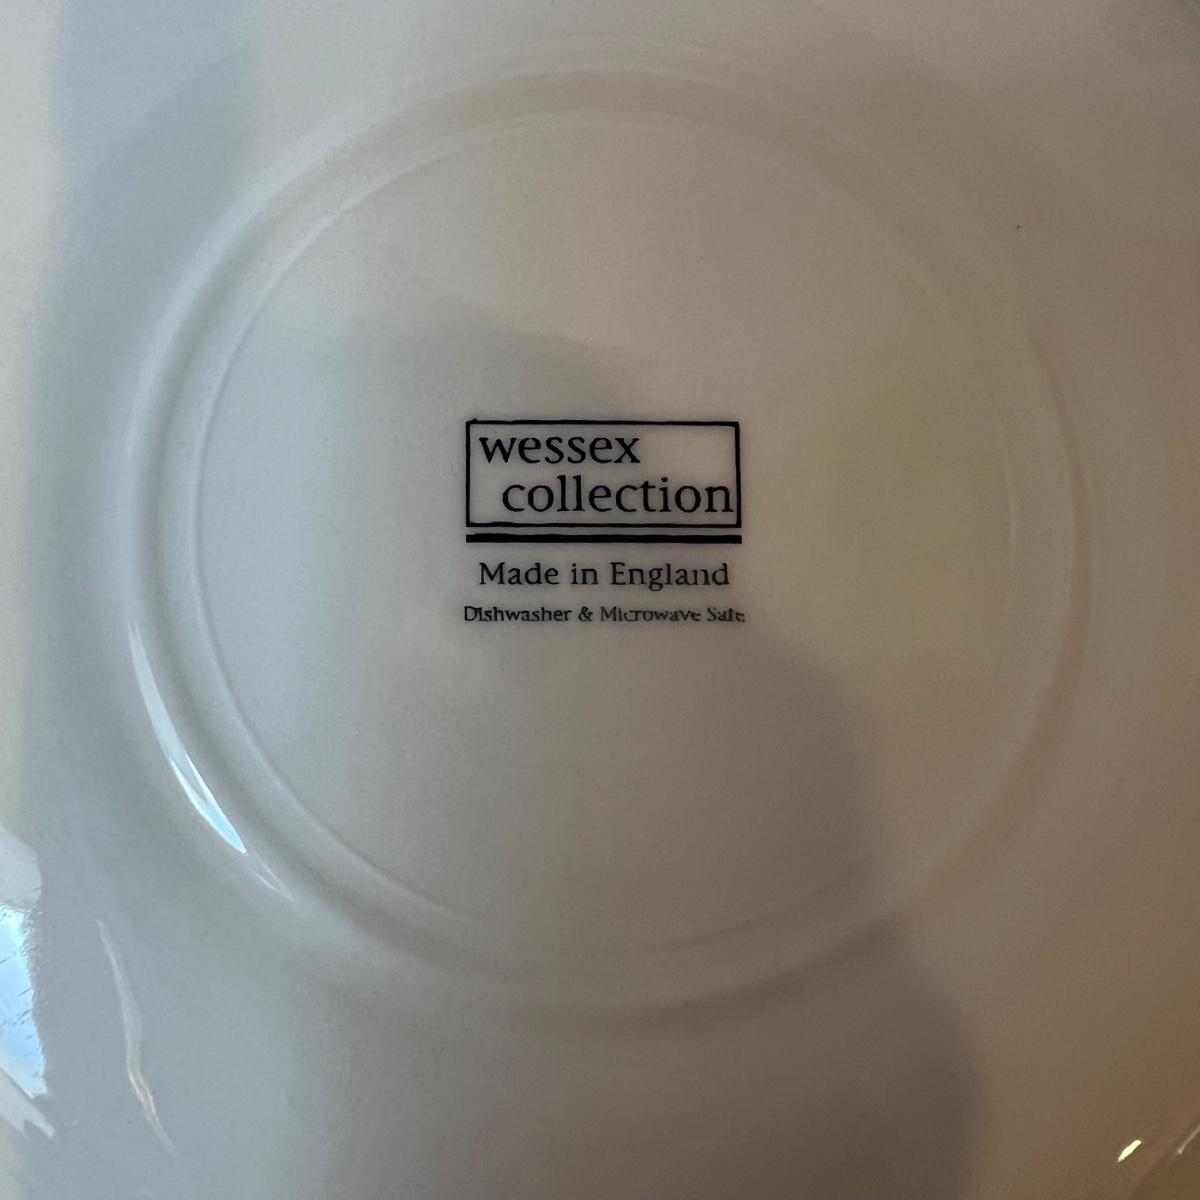 wessex
collection
Made in England
Dishwasher & Microwave Safe